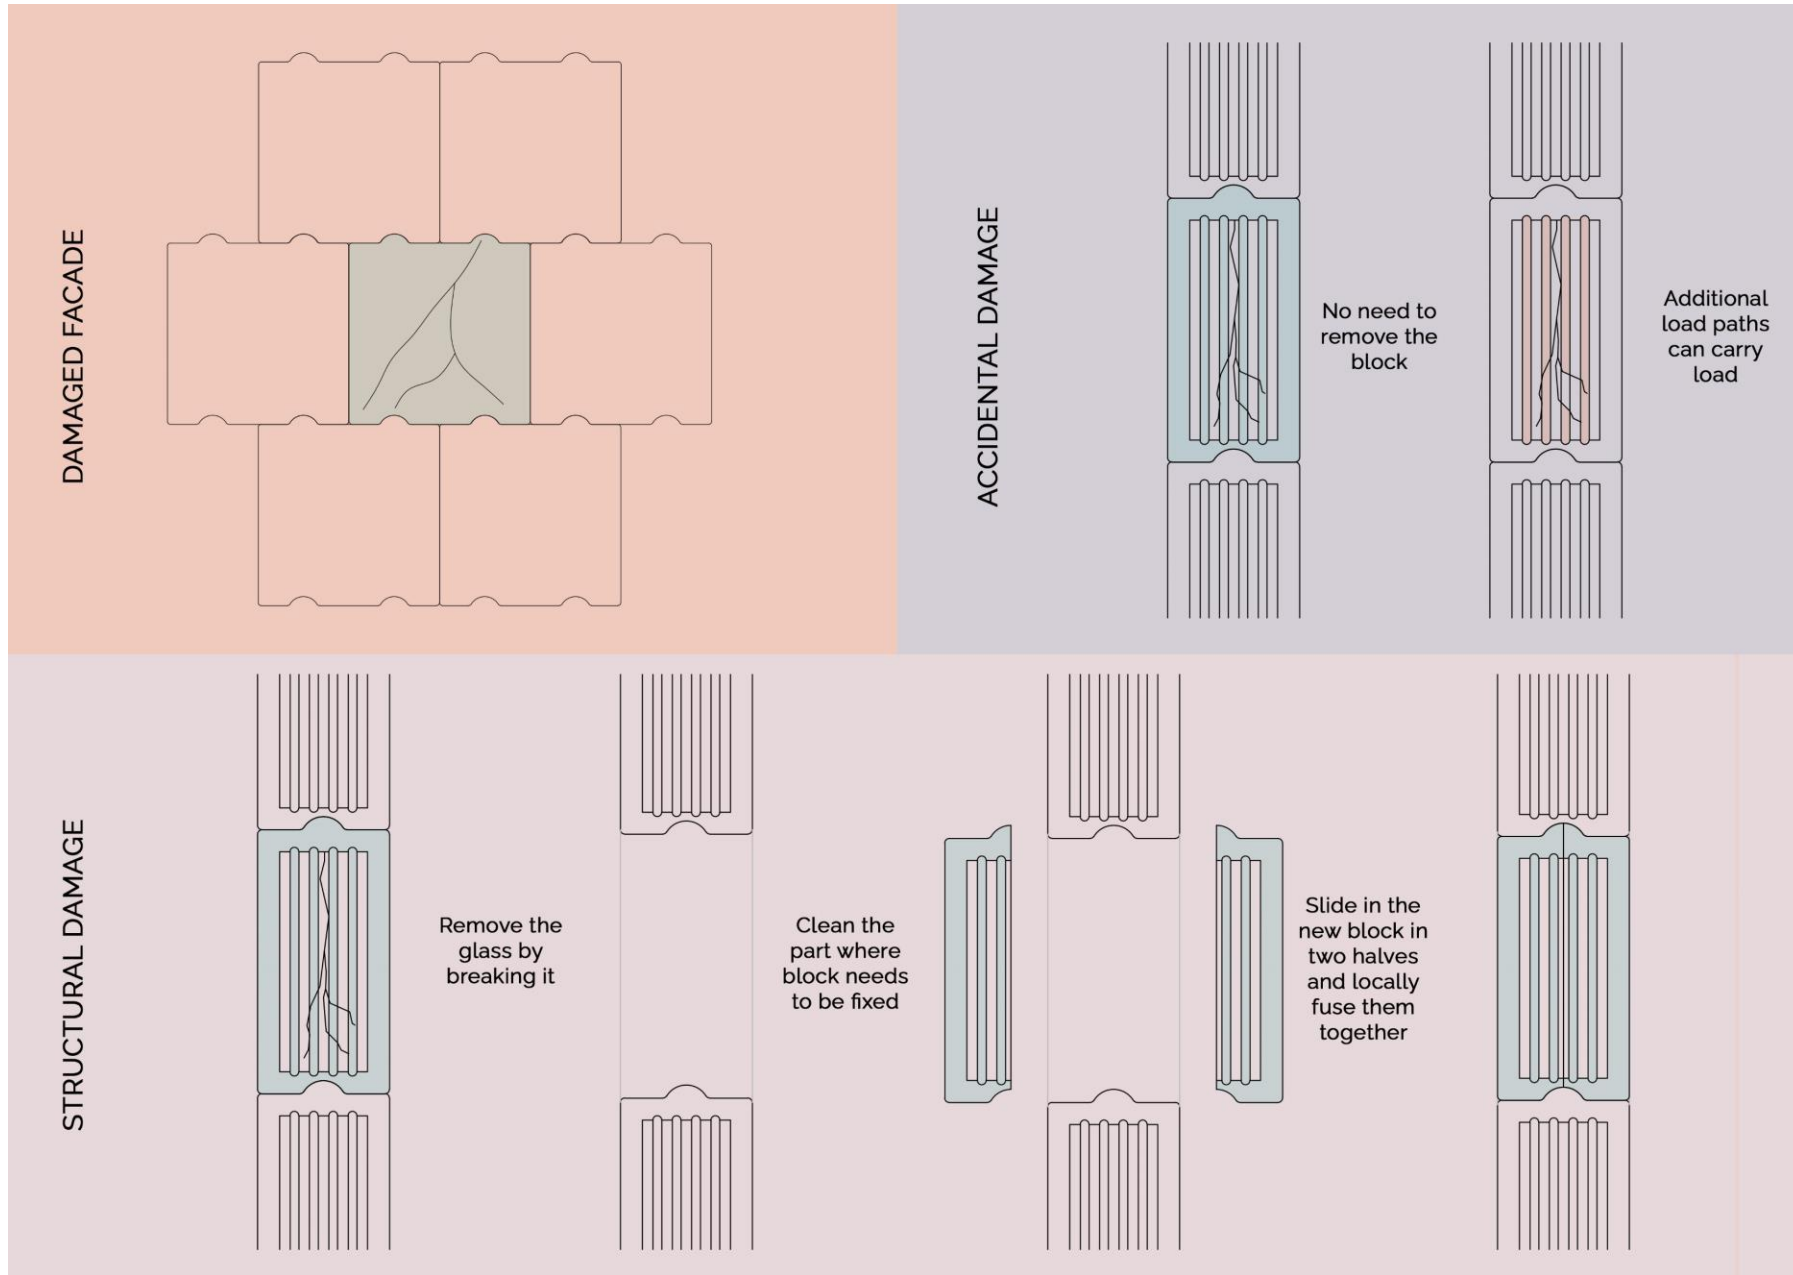 DAMAGED FACADE
ACCIDENTAL DAMAGE
No need to
remove the
block
Additional
load paths
can carry
load
STRUCTURAL DAMAGE
Remove the
glass by
breaking it
Clean the
part where
block needs
to be fixed
Slide in the
new block in
two halves
and locally
fuse them
together